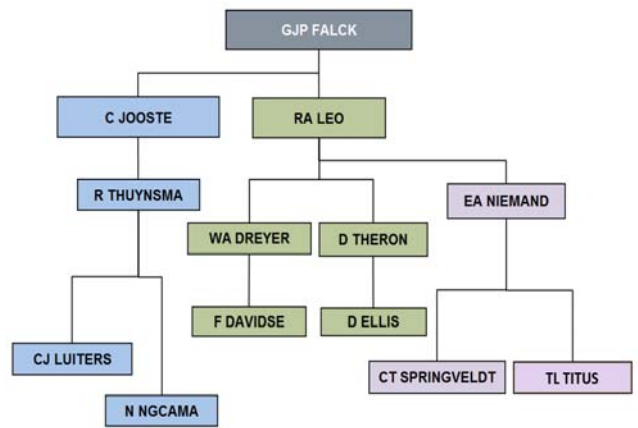 GJP FALCK
C JOOSTE
RA LEO
R THUYNSMA
EA NIEMAND
WA DREYER
D THERON
F DAVIDSE
D ELLIS
CJ LUITERS
CT SPRINGVELDT
TL TITUS
N NGCAMA